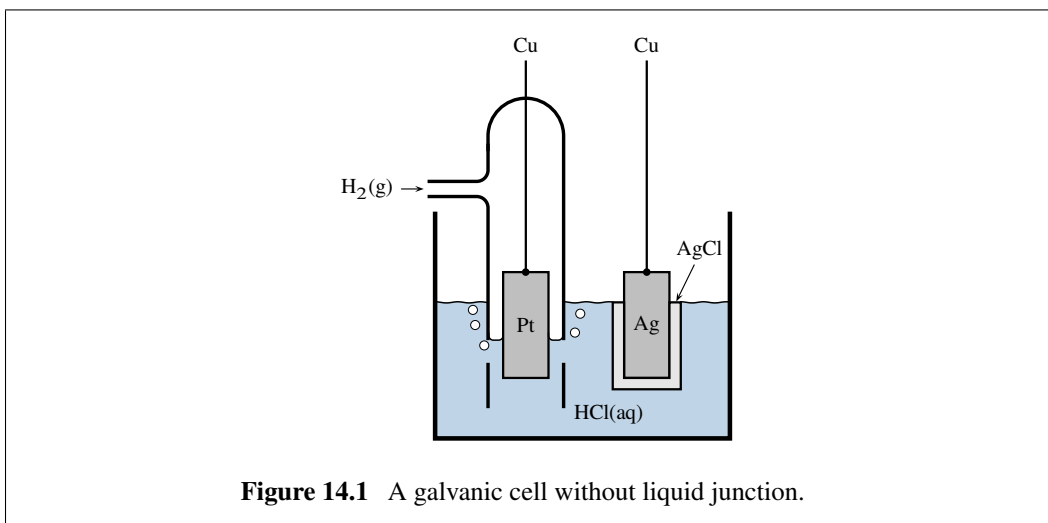 Cu Cu
H2(g)
AgCl
Pt
Ag
HCl(aq)
Figure 14.1 A galvanic cell without liquid junction.